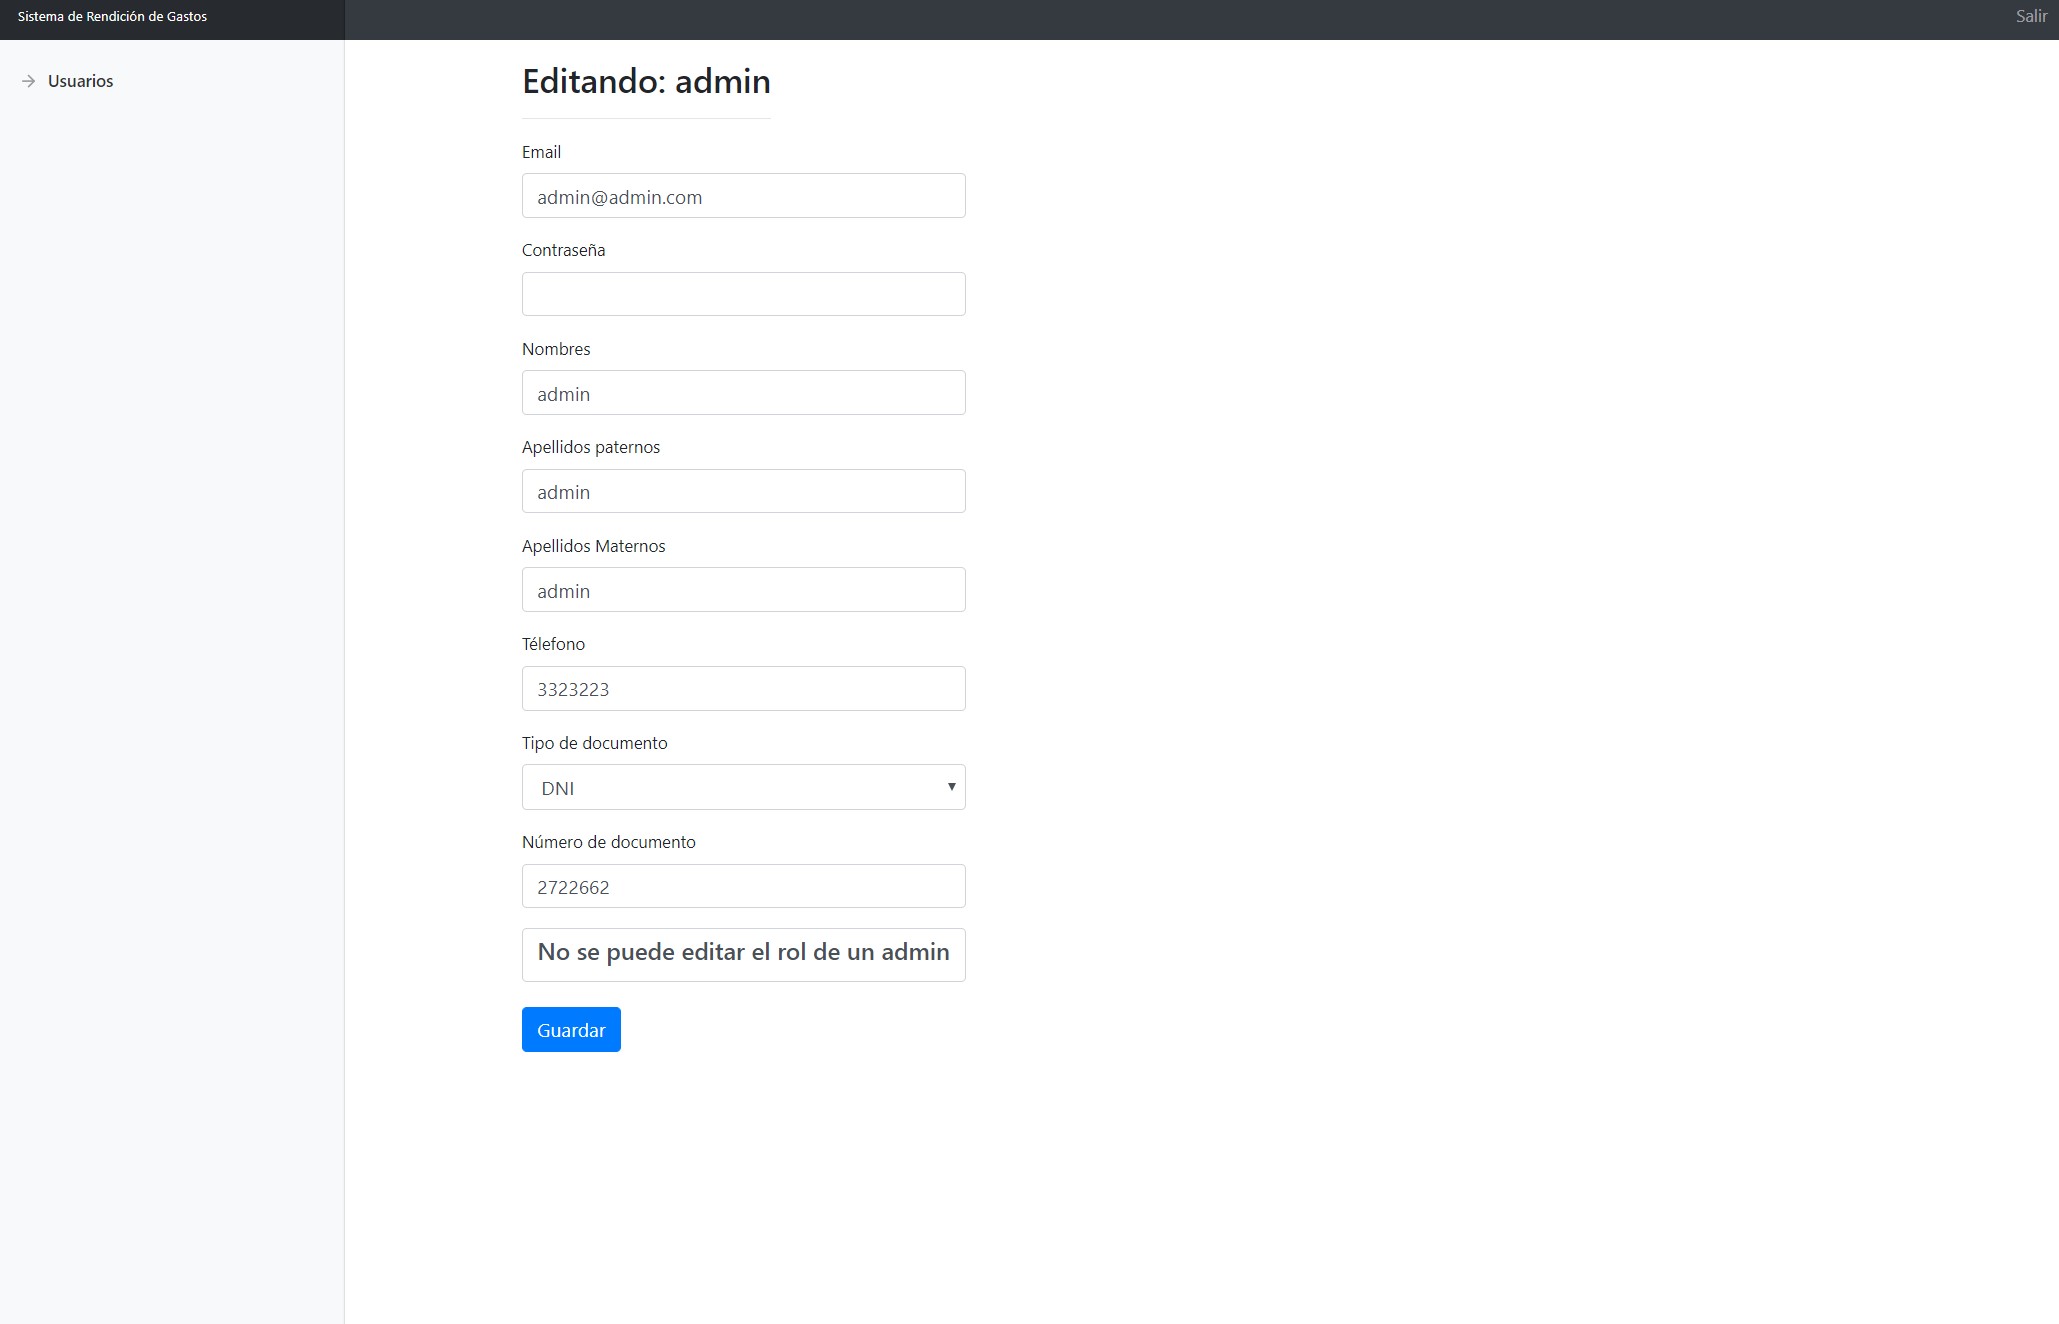 Sistema de Rendición de Gastos
Salir
Usuarios
Editando: admin
Email
admin@admin.com
Contraseña
Nombres
admin
Apellidos paternos
admin
Apellidos Maternos
admin
Télefono
3323223
Tipo de documento
DNI
Número de documento
2722662
No se puede editar el rol de un admin
Guardar